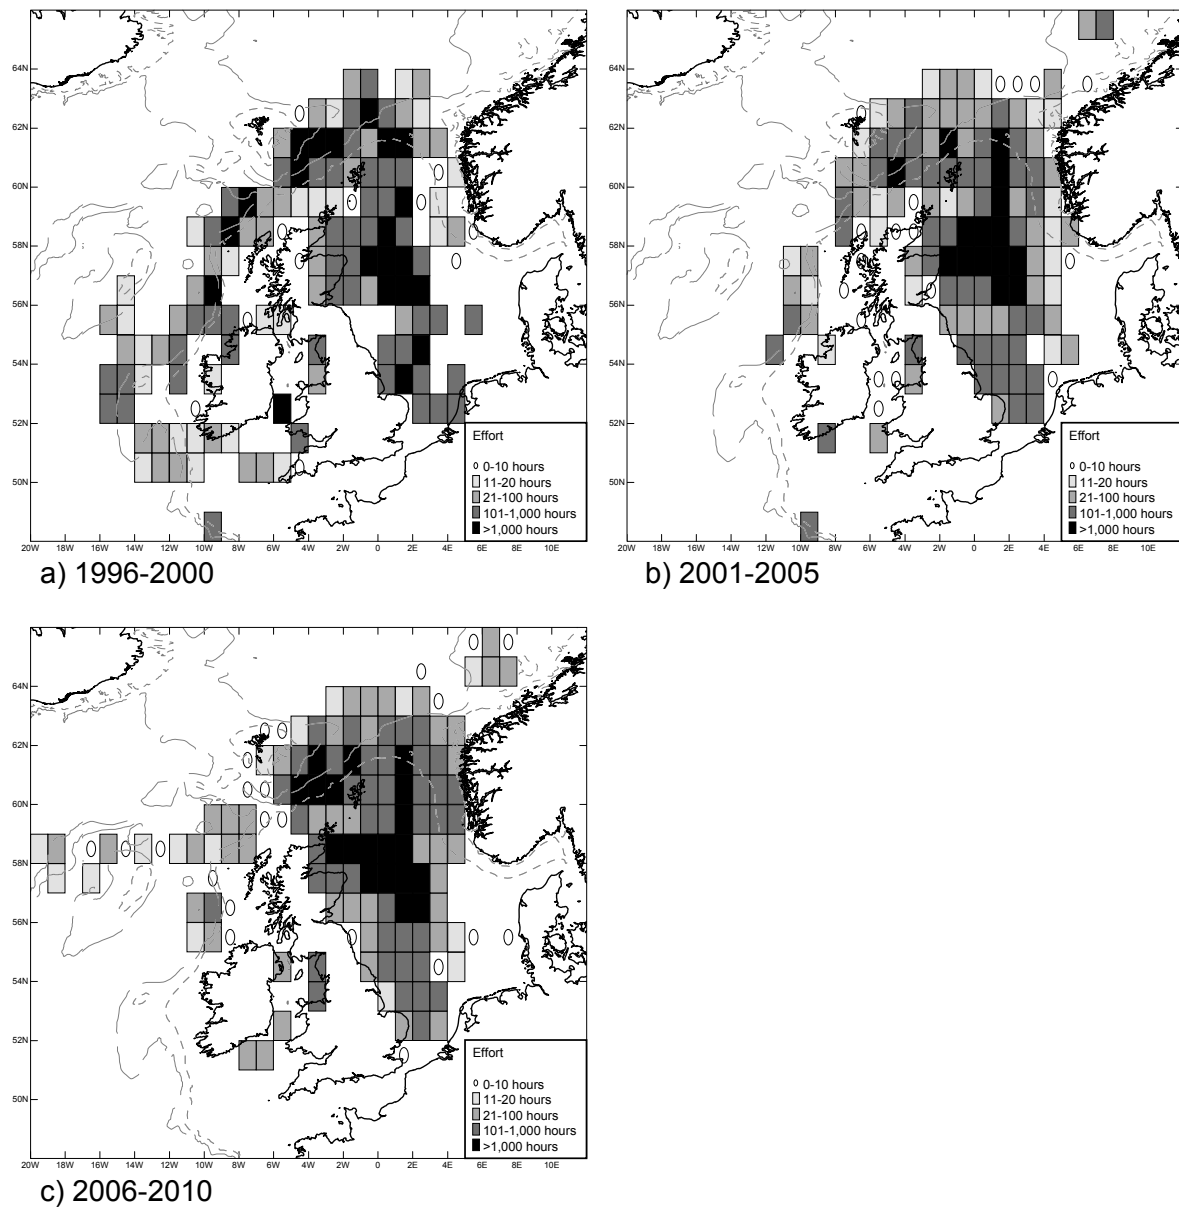 64N
62N
60N
58N
56N
54N
52N
50N
Effort
0-10 hours
11-20 hours
21-100 hours
101-1,000 hours
>1,000 hours
20W 18W 16W 14W 12W 10W 8W 6W 4W 2W 0 2E 4E 6E 8E 10E
a) 1996-2000
64N
62N
60N
58N
56N
54N
52N
50N
Effort
0-10 hours
11-20 hours
21-100 hours
101-1,000 hours
>1,000 hours
20W 18W 16W 14W 12W 10W 8W 6W 4W 2W 0 2E 4E 6E 8E 10E
b) 2001-2005
64N
62N
60N
58N
56N
54N
52N
50N
Effort
0-10 hours
11-20 hours
21-100 hours
101-1,000 hours
>1,000 hours
20W 18W 16W 14W 12W 10W 8W 6W 4W 2W 0 2E 4E 6E 8E 10E
c) 2006-2010